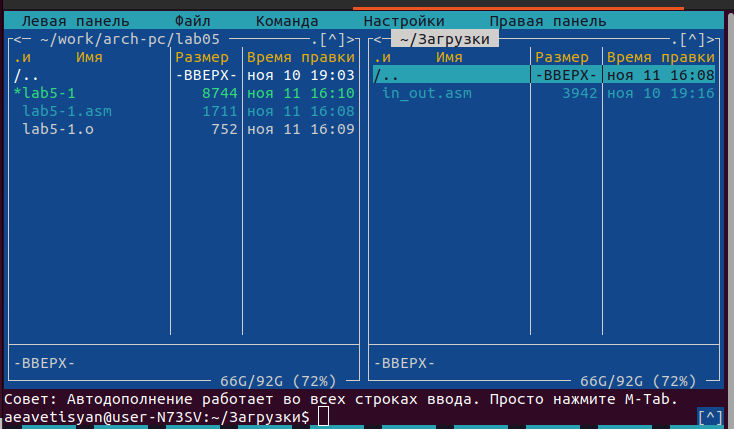 Левая панель Файл Команда Настройки Правая панель
<─ ~/work/arch-pc/lab05 .[^]> <─ ~/Загрузки .[^]>
.и Имя Размер Время правки .и Имя Размер Время правки
/.. -ВВЕРХ- ноя 10 19:03 /.. -ВВЕРХ- ноя 11 16:08
*lab5-1 8744 ноя 11 16:10 in_out.asm 3942 ноя 10 19:16
lab5-1.asm 1711 ноя 11 16:08
lab5-1.o 752 ноя 11 16:09
-ВВЕРХ- -ВВЕРХ-
66G/92G (72%) 66G/92G (72%)
Совет: Автодополнение работает во всех строках ввода. Просто нажмите M-Tab.
aeavetisyan@user-N73SV:~/Загрузки$ [^]